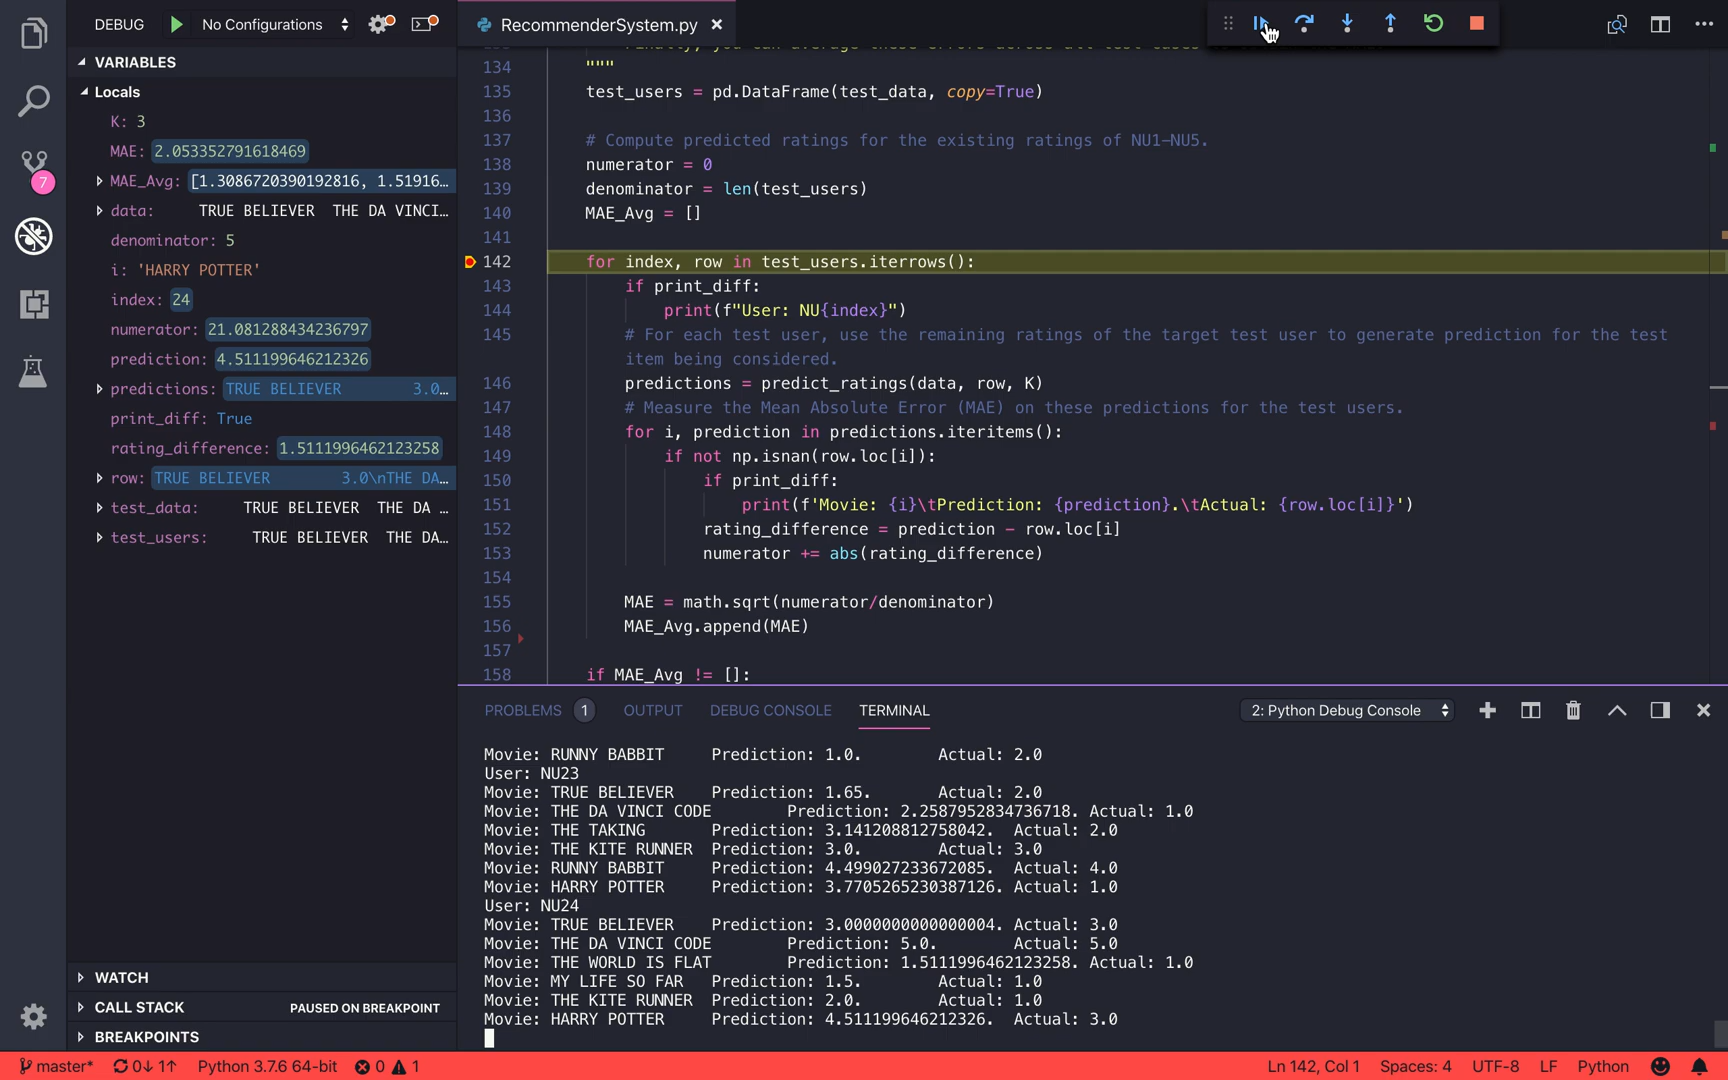 DEBUG
No Configurations
VARIABLES
Locals
K: 3
MAE: 2.053352791618469
MAE_Avg: [1.3086720390192816, 1.51916…
data: TRUE BELIEVER THE DA VINCI…
denominator: 5
i: 'HARRY POTTER'
index: 24
numerator: 21.081288434236797
prediction: 4.511199646212326
predictions: TRUE BELIEVER 3.0…
print_diff: True
rating_difference: 1.5111996462123258
row: TRUE BELIEVER 3.0\nTHE DA…
test_data: TRUE BELIEVER THE DA …
test_users: TRUE BELIEVER THE DA…
WATCH
CALL STACK PAUSED ON BREAKPOINT
BREAKPOINTS
7
RecommenderSystem.py
134 """
135 test_users = pd.DataFrame(test_data, copy=True)
136
137 # Compute predicted ratings for the existing ratings of NU1–NU5.
138 numerator = 0
139 denominator = len(test_users)
140 MAE_Avg = []
141
142 for index, row in test_users.iterrows():
143 if print_diff:
144 print(f"User: NU{index}")
145 # For each test user, use the remaining ratings of the target test user to generate prediction for the test
item being considered.
146 predictions = predict_ratings(data, row, K)
147 # Measure the Mean Absolute Error (MAE) on these predictions for the test users.
148 for i, prediction in predictions.iteritems():
149 if not np.isnan(row.loc[i]):
150 if print_diff:
151 print(f'Movie: {i}\tPrediction: {prediction}.\tActual: {row.loc[i]}')
152 rating_difference = prediction - row.loc[i]
153 numerator += abs(rating_difference)
154
155 MAE = math.sqrt(numerator/denominator)
156 MAE_Avg.append(MAE)
157
158 if MAE_Avg != []:
PROBLEMS 1 OUTPUT DEBUG CONSOLE TERMINAL 2: Python Debug Console
Movie: RUNNY BABBIT Prediction: 1.0. Actual: 2.0
User: NU23
Movie: TRUE BELIEVER Prediction: 1.65. Actual: 2.0
Movie: THE DA VINCI CODE Prediction: 2.2587952834736718. Actual: 1.0
Movie: THE TAKING Prediction: 3.141208812758042. Actual: 2.0
Movie: THE KITE RUNNER Prediction: 3.0. Actual: 3.0
Movie: RUNNY BABBIT Prediction: 4.499027233672085. Actual: 4.0
Movie: HARRY POTTER Prediction: 3.7705265230387126. Actual: 1.0
User: NU24
Movie: TRUE BELIEVER Prediction: 3.0000000000000004. Actual: 3.0
Movie: THE DA VINCI CODE Prediction: 5.0. Actual: 5.0
Movie: THE WORLD IS FLAT Prediction: 1.5111996462123258. Actual: 1.0
Movie: MY LIFE SO FAR Prediction: 1.5. Actual: 1.0
Movie: THE KITE RUNNER Prediction: 2.0. Actual: 1.0
Movie: HARRY POTTER Prediction: 4.511199646212326. Actual: 3.0
master* 0↓ 1↑ Python 3.7.6 64-bit 0 1 Ln 142, Col 1 Spaces: 4 UTF-8 LF Python